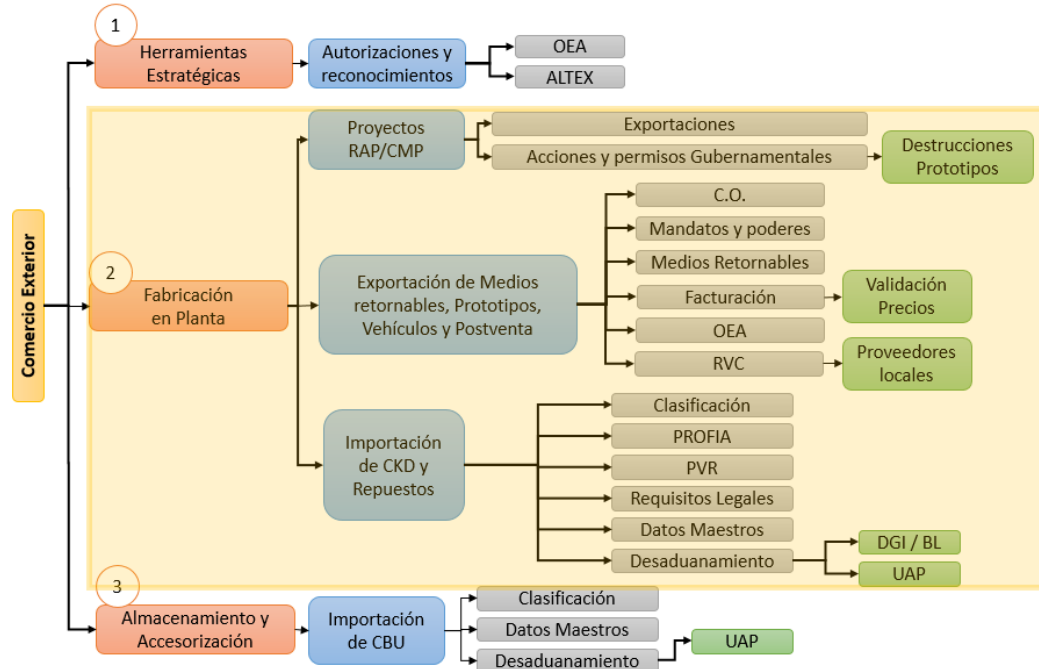 Comercio Exterior
1
Herramientas
Estratégicas
Autorizaciones y
reconocimientos
OEA
ALTEX
2
Fabricación
en Planta
Proyectos
RAP/CMP
Exportaciones
Acciones y permisos Gubernamentales
Destrucciones
Prototipos
Exportación de Medios
retornables, Prototipos,
Vehículos y Postventa
C.O.
Mandatos y poderes
Medios Retornables
Facturación
Validación
Precios
OEA
RVC
Proveedores
locales
Importación
de CKD y
Repuestos
Clasificación
PROFIA
PVR
Requisitos Legales
Datos Maestros
Desaduanamiento
DGI / BL
UAP
3
Almacenamiento y
Accesorización
Importación
de CBU
Clasificación
Datos Maestros
Desaduanamiento
UAP